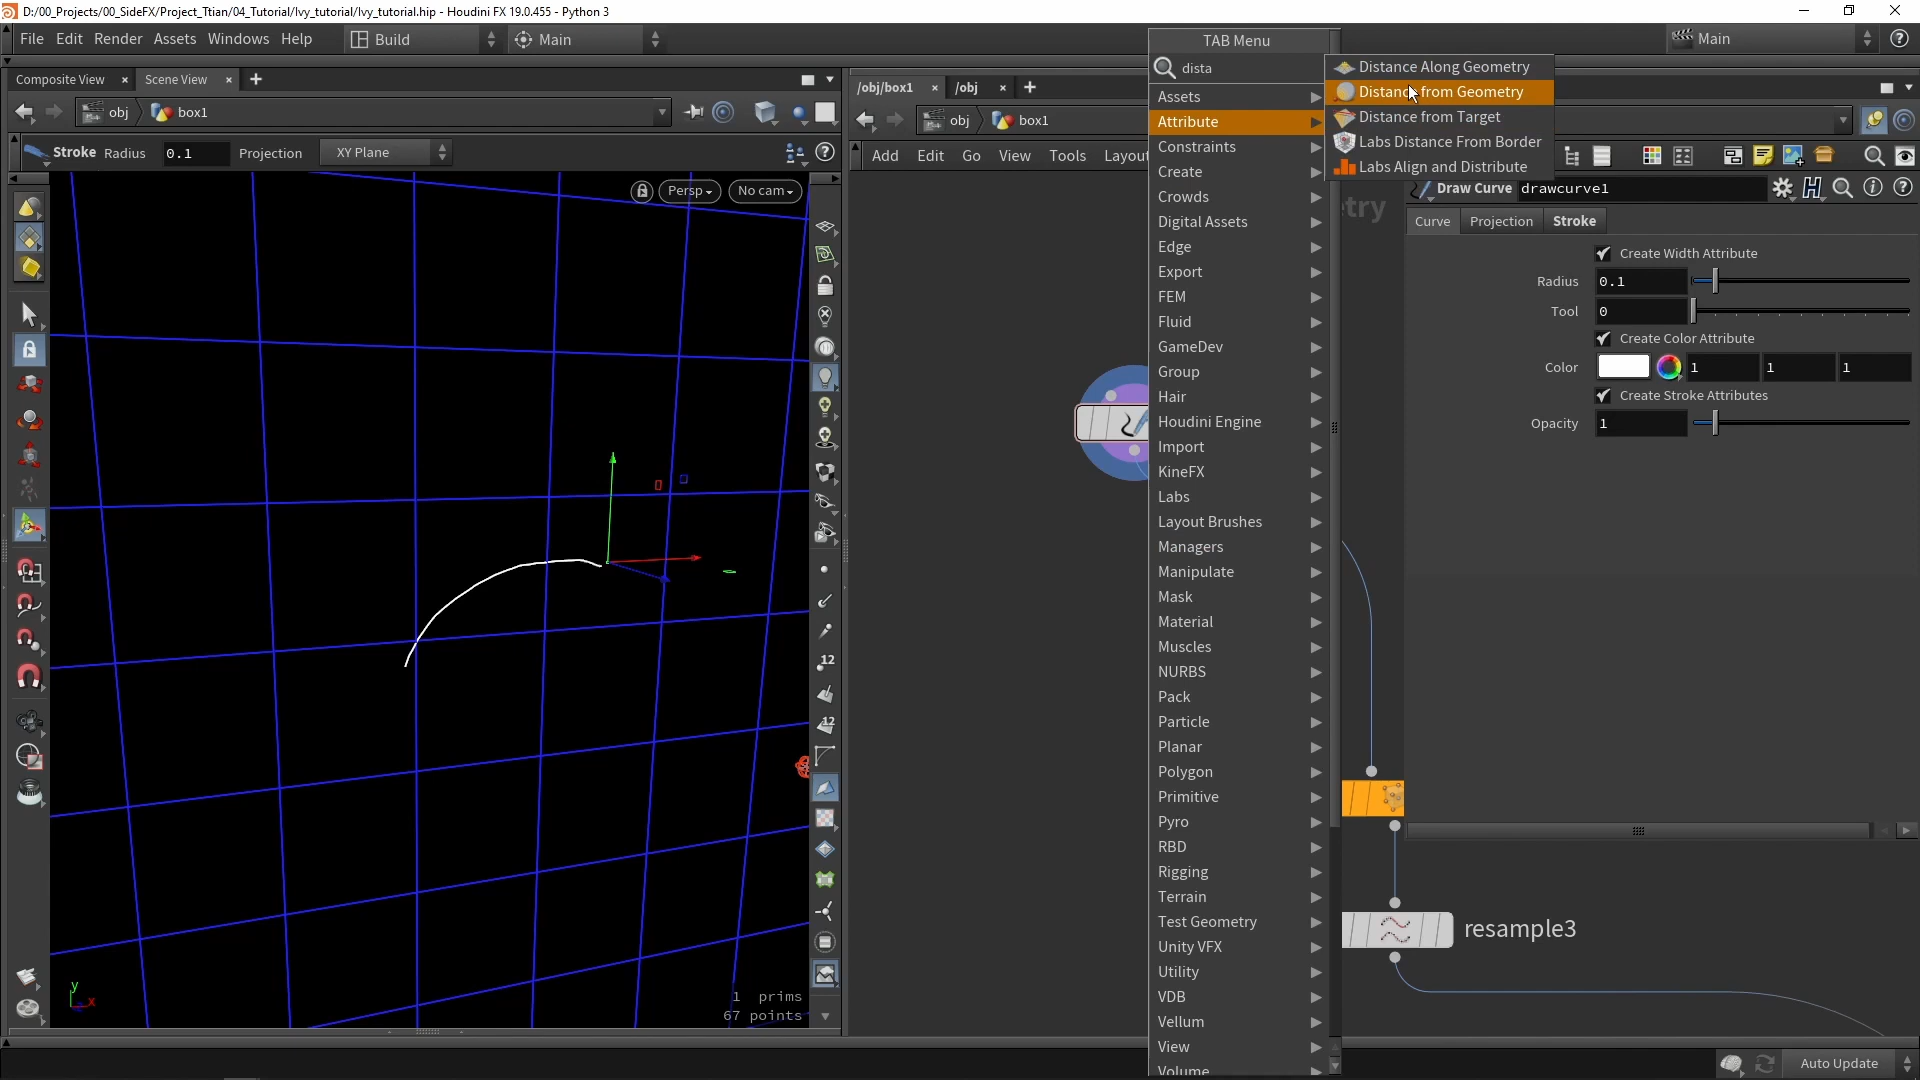 D:/00_Projects/00_SideFX/Project_Ttian/04_Tutorial/Ivy_tutorial/Ivy_tutorial.hip - Houdini FX 19.0.455 - Python 3
File Edit Render Assets Windows Help
Build
Main
Main
Composite View
Scene View
obj
box1
Stroke Radius 0.1 Projection XY Plane
Persp
No cam
12
12
y
x
1 prims
67 points
/obj/box1
/obj
obj
box1
Add Edit Go View Tools Layou
TAB Menu
dista
Assets
Attribute
Constraints
Create
Crowds
Digital Assets
Edge
Export
FEM
Fluid
GameDev
Group
Hair
Houdini Engine
Import
KineFX
Labs
Layout Brushes
Managers
Manipulate
Mask
Material
Muscles
NURBS
Pack
Particle
Planar
Polygon
Primitive
Pyro
RBD
Rigging
Terrain
Test Geometry
Unity VFX
Utility
VDB
Vellum
View
Volume
Distance Along Geometry
Distance from Geometry
Distance from Target
Labs Distance From Border
Labs Align and Distribute
etry
Draw Curve drawcurve1
Curve Projection Stroke
Create Width Attribute
Radius 0.1
Tool 0
Create Color Attribute
Color 1 1 1
Create Stroke Attributes
Opacity 1
resample3
Auto Update